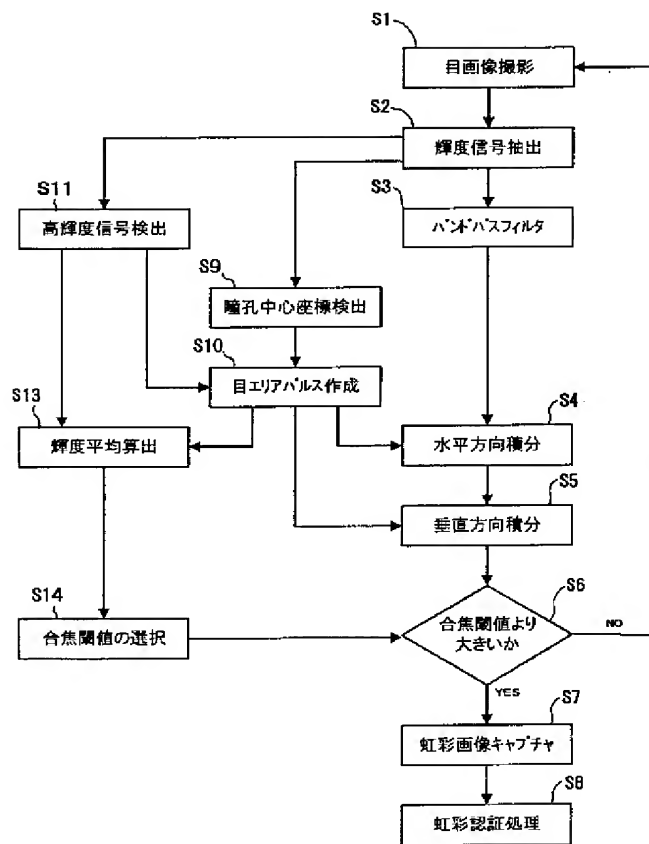 S1
目画像撮影
S2
輝度信号抽出
S11
高輝度信号検出
S3
バンドパスフィルタ
S9
瞳孔中心座標検出
S10
目エリアパルス作成
S13
輝度平均算出
S4
水平方向積分
S5
垂直方向積分
S14
合焦閾値の選択
S6
合焦閾値より
大きいか
NO
YES
S7
虹彩画像キャプチャ
S8
虹彩認証処理